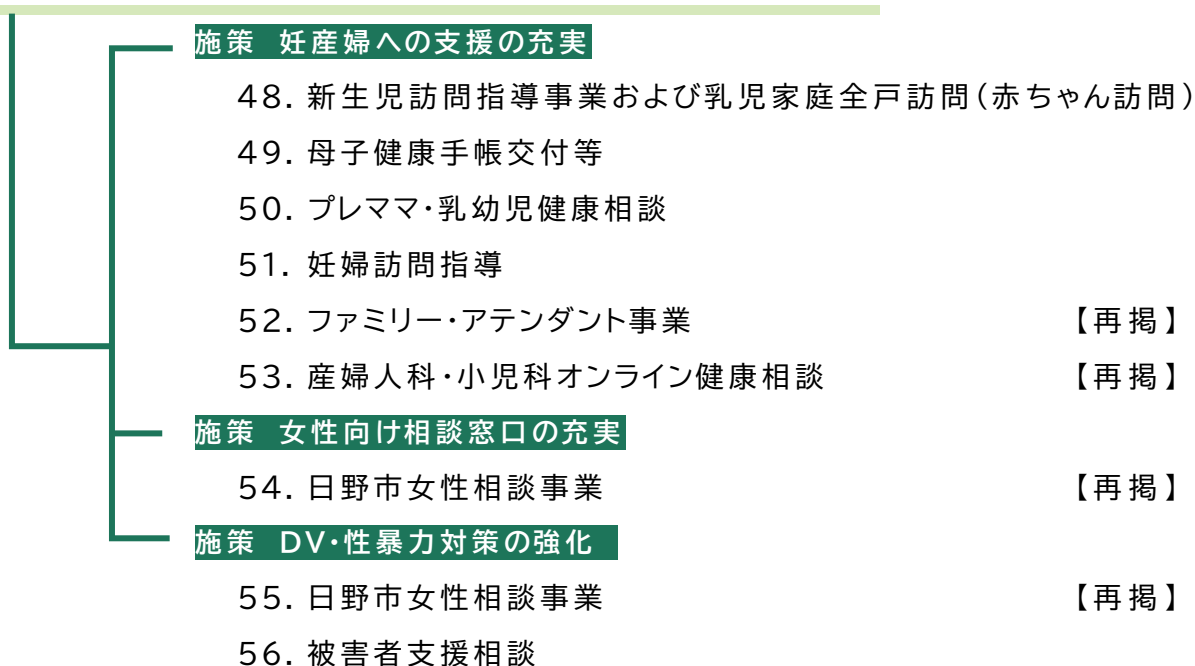 施策 妊産婦への支援の充実
48. 新生児訪問指導事業および乳児家庭全戸訪問(赤ちゃん訪問)
49. 母子健康手帳交付等
50. プレママ・乳幼児健康相談
51. 妊婦訪問指導
52. ファミリー・アテンダント事業 【再掲】
53. 産婦人科・小児科オンライン健康相談 【再掲】
施策 女性向け相談窓口の充実
54. 日野市女性相談事業 【再掲】
施策 DV・性暴力対策の強化
55. 日野市女性相談事業 【再掲】
56. 被害者支援相談